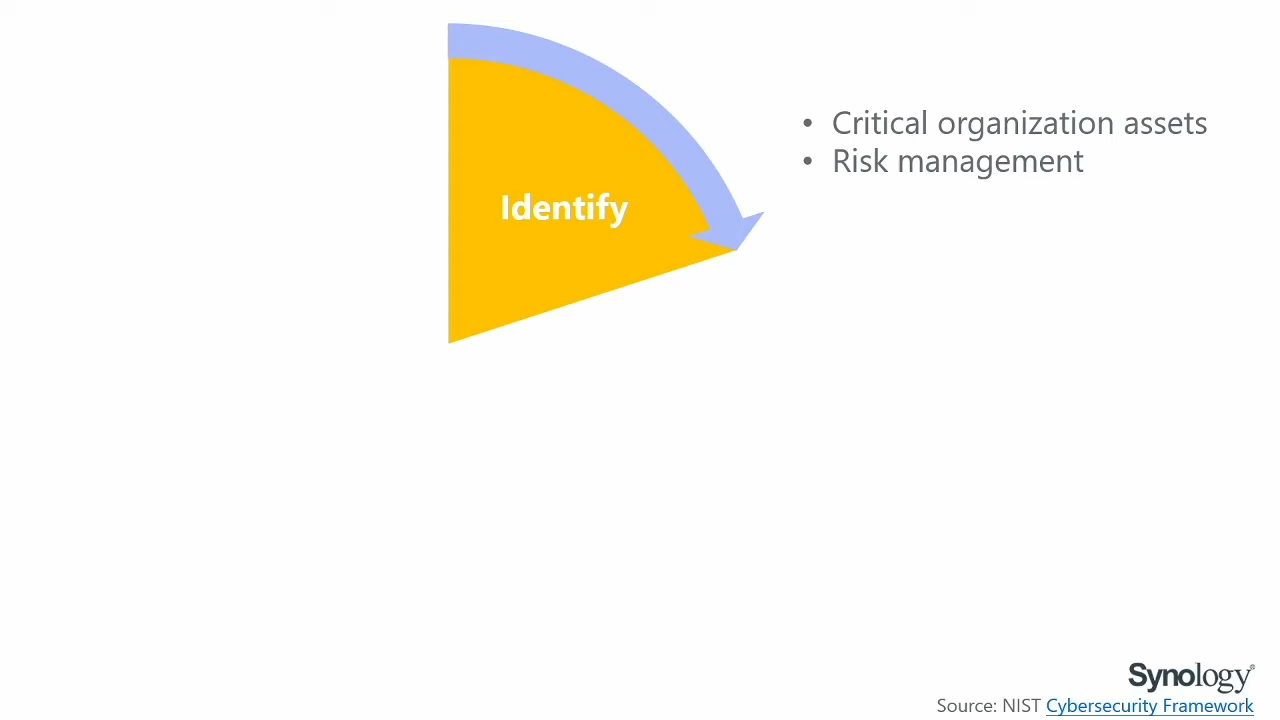 Identify
• Critical organization assets
• Risk management
Synology®
Source: NIST Cybersecurity Framework